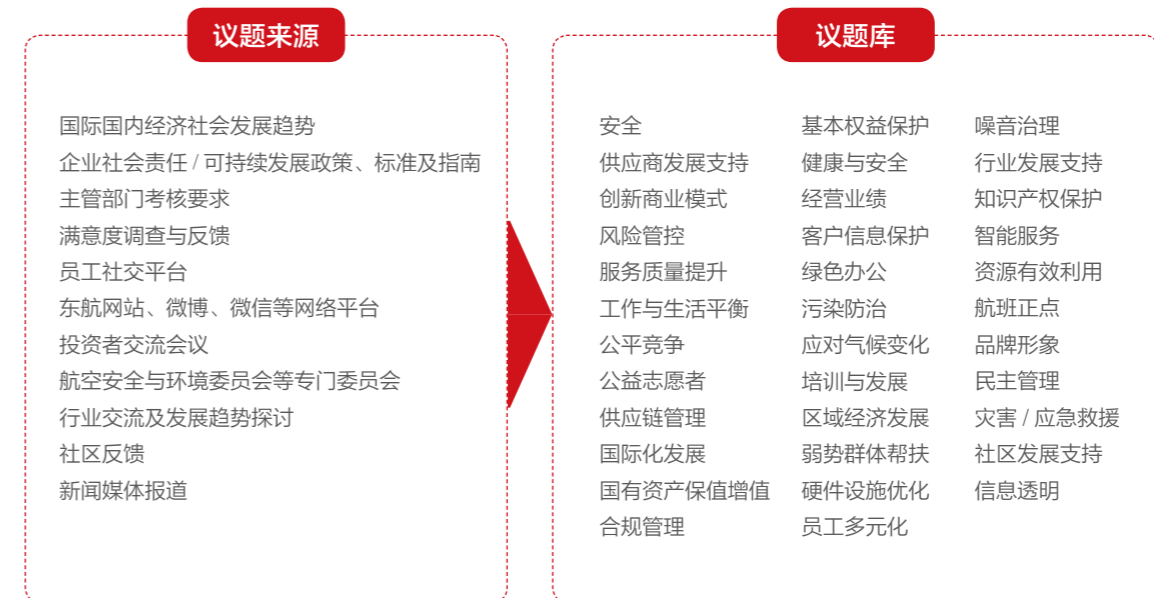 议题来源
国际国内经济社会发展趋势
企业社会责任 / 可持续发展政策、标准及指南
主管部门考核要求
满意度调查与反馈
员工社交平台
东航网站、微博、微信等网络平台
投资者交流会议
航空安全与环境委员会等专门委员会
行业交流及发展趋势探讨
社区反馈
新闻媒体报道
议题库
安全
供应商发展支持
创新商业模式
风险管控
服务质量提升
工作与生活平衡
公平竞争
公益志愿者
供应链管理
国际化发展
国有资产保值增值
合规管理
基本权益保护
健康与安全
经营业绩
客户信息保护
绿色办公
污染防治
应对气候变化
培训与发展
区域经济发展
弱势群体帮扶
硬件设施优化
员工多元化
噪音治理
行业发展支持
知识产权保护
智能服务
资源有效利用
航班正点
品牌形象
民主管理
灾害 / 应急救援
社区发展支持
信息透明